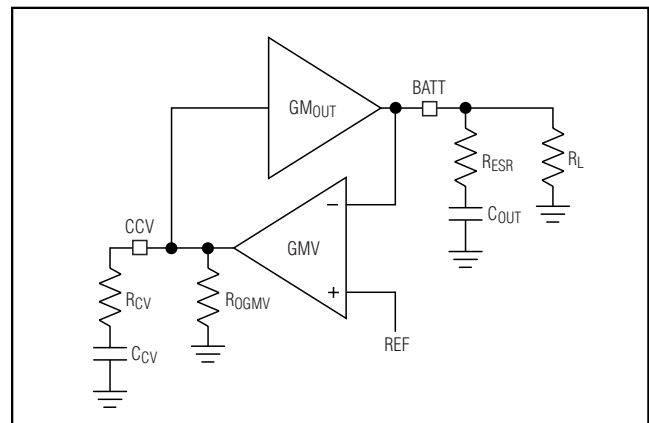 BATT
GMOUT
RESR
RL
COUT
CCV
GMV
−
+
RCV
ROGMV
CCV
REF